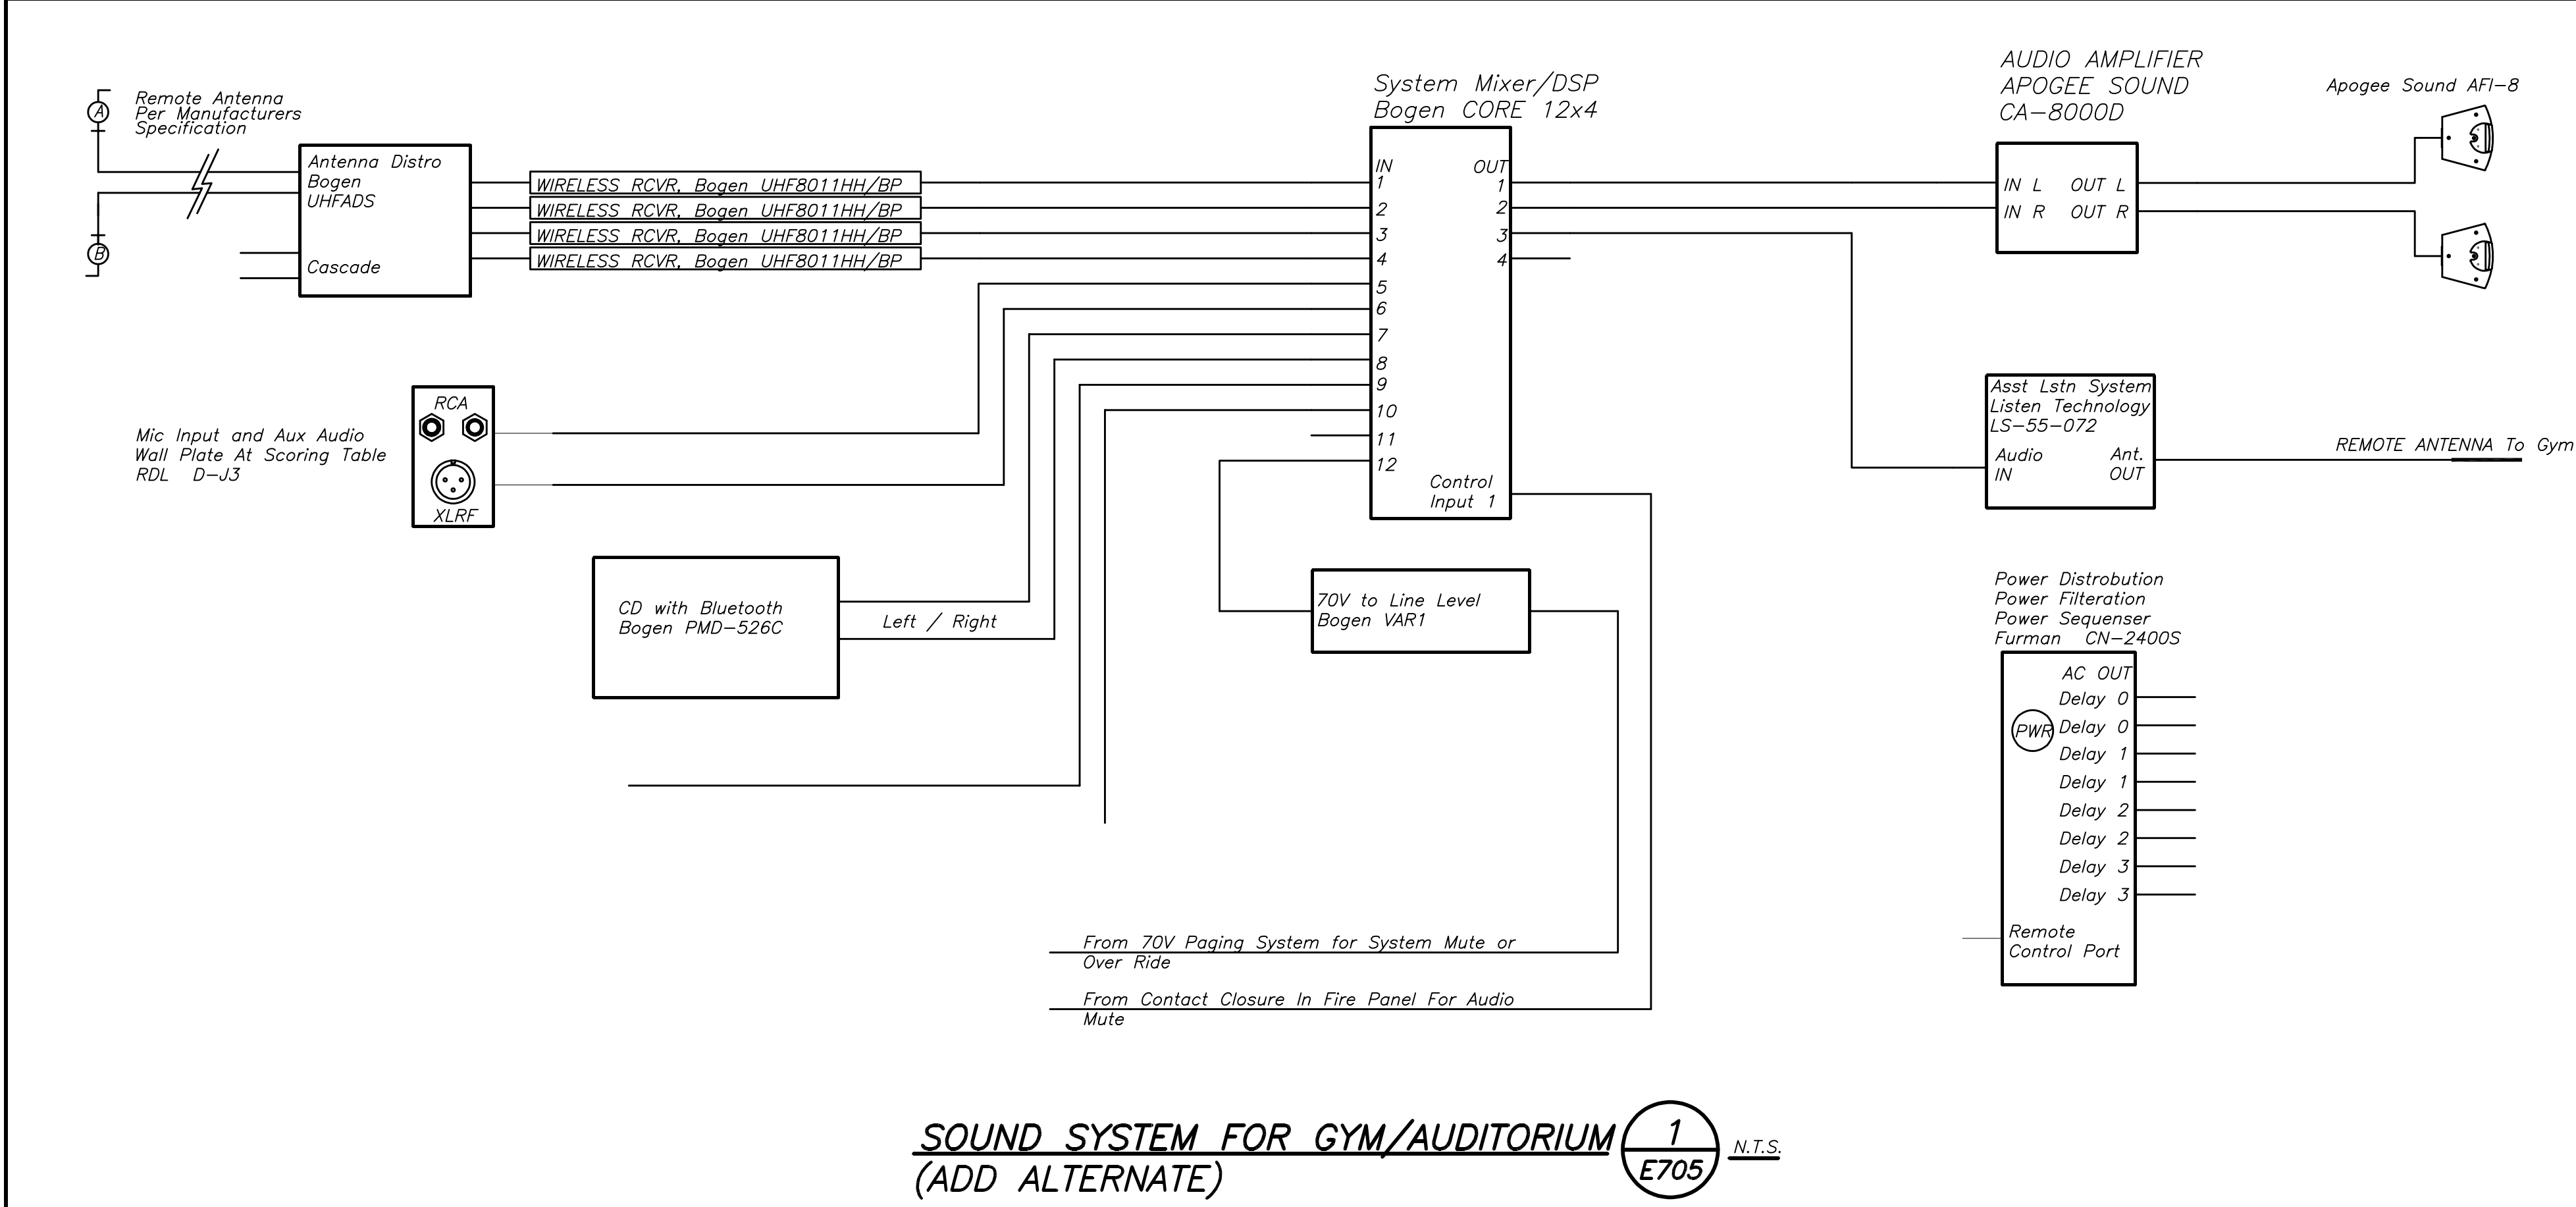 A
Remote Antenna
Per Manufacturers
Specification
B
Antenna Distro
Bogen
UHFADS
Cascade
WIRELESS RCVR, Bogen UHF8011HH/BP
WIRELESS RCVR, Bogen UHF8011HH/BP
WIRELESS RCVR, Bogen UHF8011HH/BP
WIRELESS RCVR, Bogen UHF8011HH/BP
System Mixer/DSP
Bogen CORE 12x4
IN
1
2
3
4
5
6
7
8
9
10
11
12
OUT
1
2
3
4
Control
Input 1
AUDIO AMPLIFIER
APOGEE SOUND
CA-8000D
IN L OUT L
IN R OUT R
Apogee Sound AFI-8
Mic Input and Aux Audio
Wall Plate At Scoring Table
RDL D-J3
RCA
XLRF
CD with Bluetooth
Bogen PMD-526C
Left / Right
70V to Line Level
Bogen VAR1
Asst Lstn System
Listen Technology
LS-55-072
Audio
IN
Ant.
OUT
REMOTE ANTENNA To Gym
Power Distrobution
Power Filteration
Power Sequenser
Furman CN-2400S
AC OUT
PWR
Delay 0
Delay 0
Delay 1
Delay 1
Delay 2
Delay 2
Delay 3
Delay 3
Remote
Control Port
From 70V Paging System for System Mute or
Over Ride
From Contact Closure In Fire Panel For Audio
Mute
SOUND SYSTEM FOR GYM/AUDITORIUM
(ADD ALTERNATE)
1
E705
N.T.S.